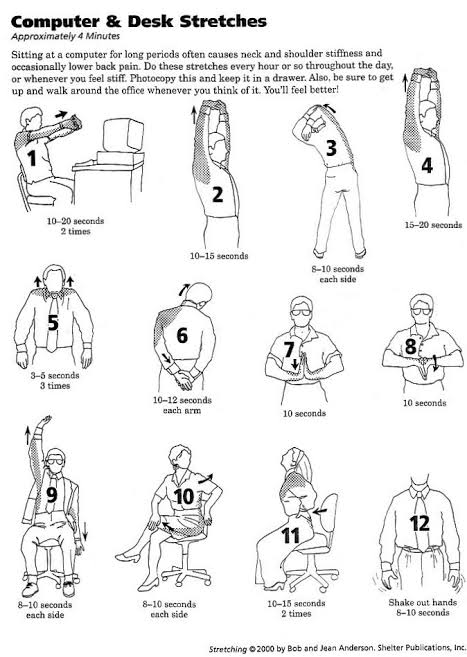 Computer & Desk Stretches
Approximately 4 Minutes
Sitting at a computer for long periods often causes neck and shoulder stiffness and
occasionally lower back pain. Do these stretches every hour or so throughout the day,
or whenever you feel stiff. Photocopy this and keep it in a drawer. Also, be sure to get
up and walk around the office whenever you think of it. You'll feel better!
1
10–20 seconds
2 times
2
10–15 seconds
3
8–10 seconds
each side
4
15–20 seconds
5
3–5 seconds
3 times
6
10–12 seconds
each arm
7
10 seconds
8
10 seconds
9
8–10 seconds
each side
10
8–10 seconds
each side
11
10–15 seconds
2 times
12
Shake out hands
8–10 seconds
Stretching ©2000 by Bob and Jean Anderson. Shelter Publications, Inc.